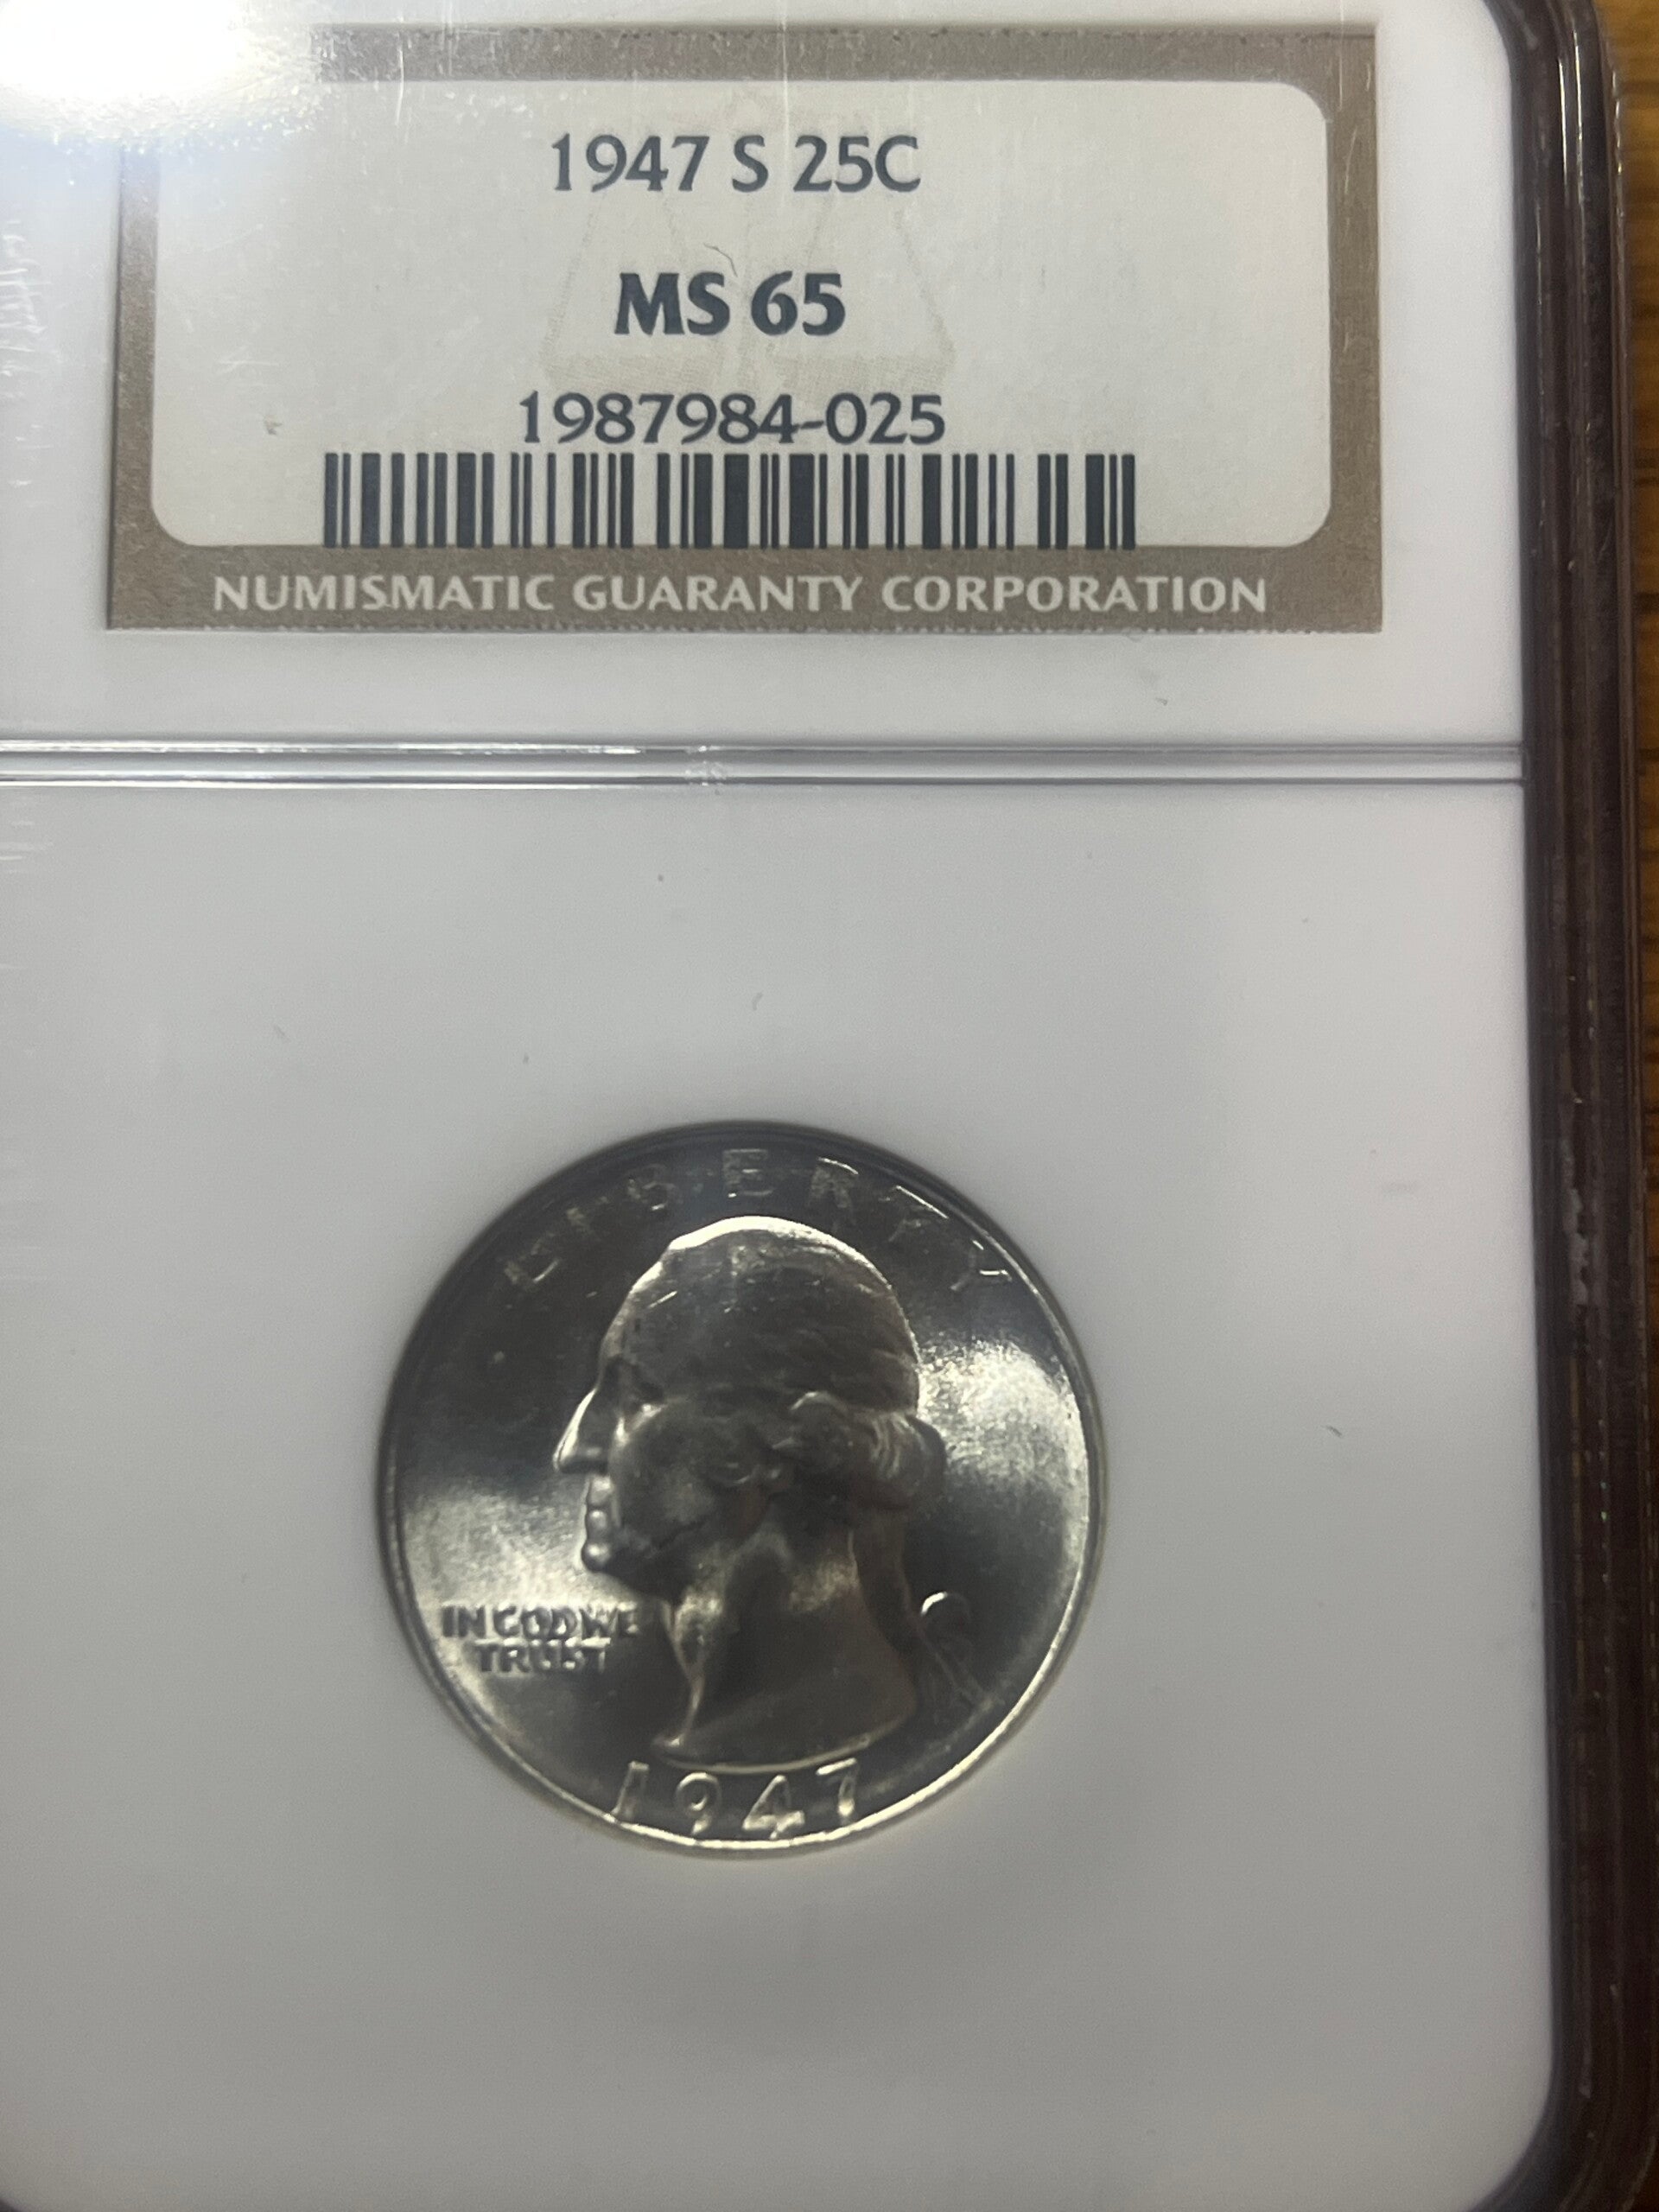 1947 S 25C
MS 65
1987984-025
NUMISMATIC GUARANTY CORPORATION
LIBERTY
IN GOD WE
TRUST
1947